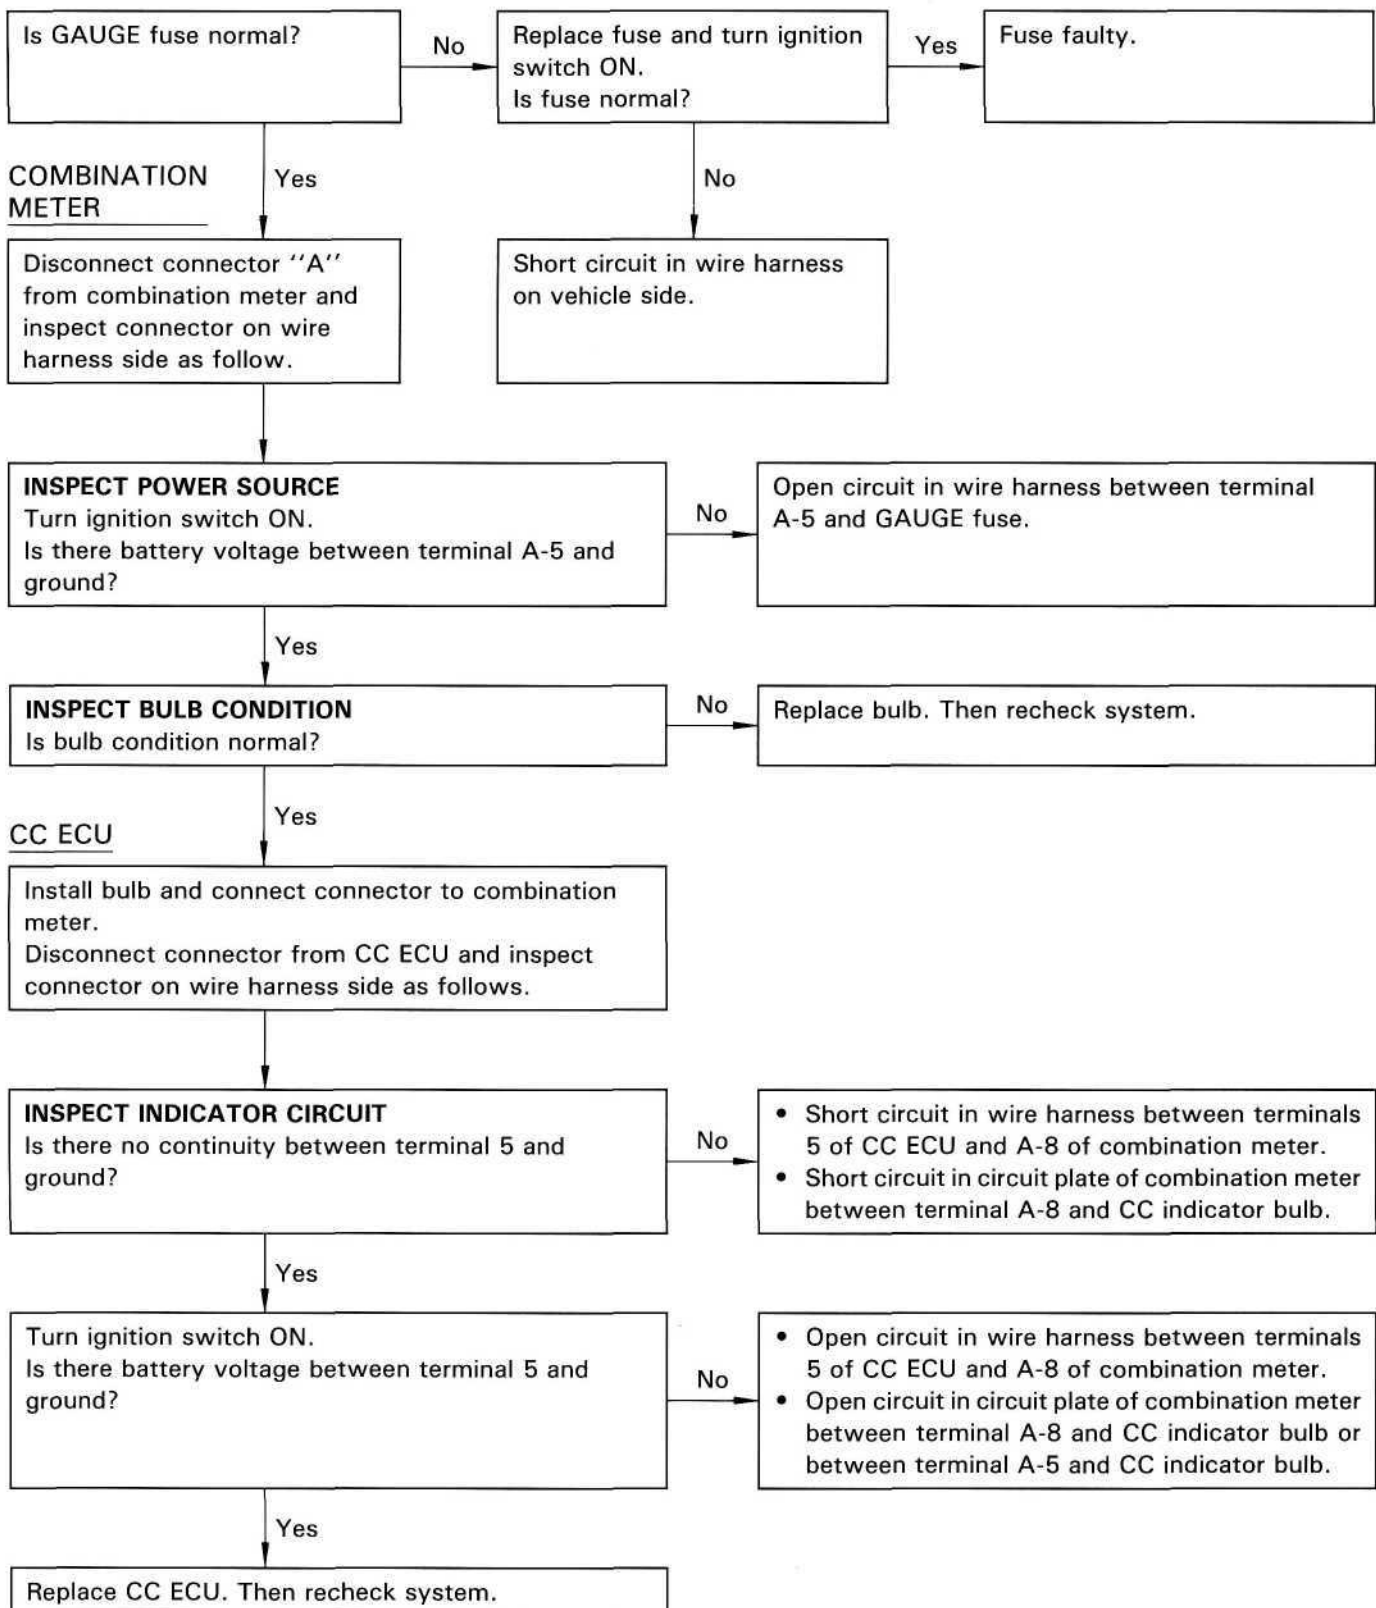 Is GAUGE fuse normal?
No
Replace fuse and turn ignition
switch ON.
Is fuse normal?
Yes
Fuse faulty.
COMBINATION
METER
Yes
No
Disconnect connector ''A''
from combination meter and
inspect connector on wire
harness side as follow.
Short circuit in wire harness
on vehicle side.
INSPECT POWER SOURCE
Turn ignition switch ON.
Is there battery voltage between terminal A-5 and
ground?
No
Open circuit in wire harness between terminal
A-5 and GAUGE fuse.
Yes
INSPECT BULB CONDITION
Is bulb condition normal?
No
Replace bulb. Then recheck system.
Yes
CC ECU
Install bulb and connect connector to combination
meter.
Disconnect connector from CC ECU and inspect
connector on wire harness side as follows.
INSPECT INDICATOR CIRCUIT
Is there no continuity between terminal 5 and
ground?
No
• Short circuit in wire harness between terminals
5 of CC ECU and A-8 of combination meter.
• Short circuit in circuit plate of combination meter
between terminal A-8 and CC indicator bulb.
Yes
Turn ignition switch ON.
Is there battery voltage between terminal 5 and
ground?
No
• Open circuit in wire harness between terminals
5 of CC ECU and A-8 of combination meter.
• Open circuit in circuit plate of combination meter
between terminal A-8 and CC indicator bulb or
between terminal A-5 and CC indicator bulb.
Yes
Replace CC ECU. Then recheck system.